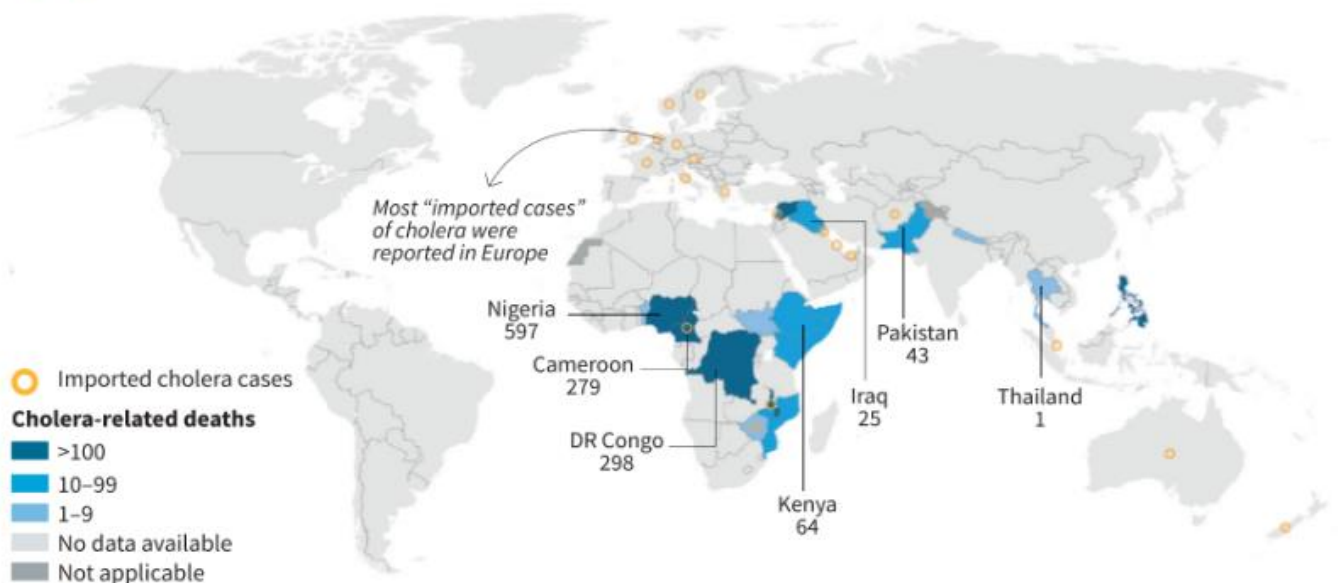 Most “imported cases”
of cholera were
reported in Europe
Nigeria
597
Cameroon
279
DR Congo
298
Kenya
64
Iraq
25
Pakistan
43
Thailand
1
Imported cholera cases
Cholera-related deaths
>100
10–99
1–9
No data available
Not applicable